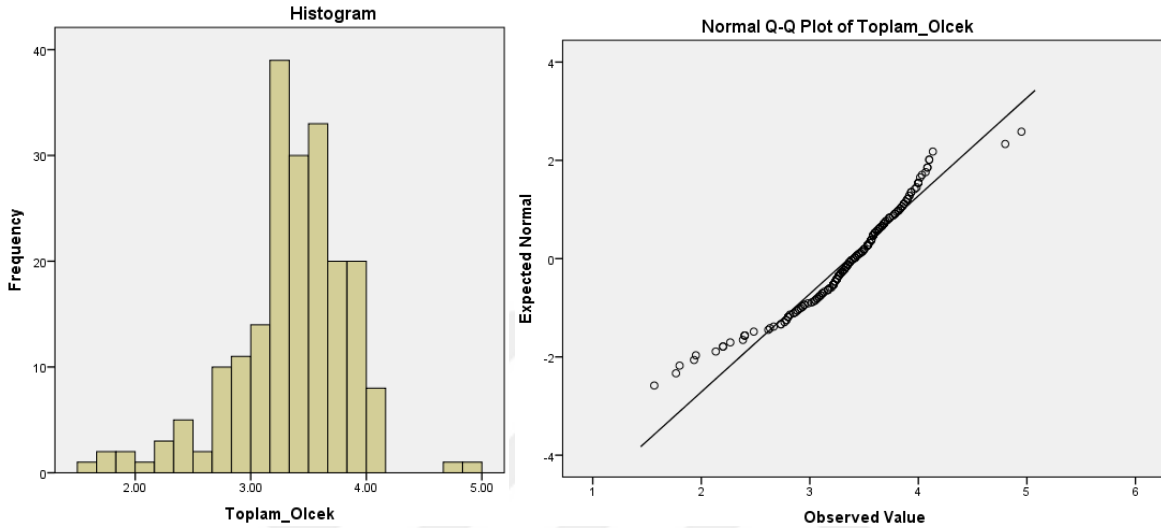 Histogram
Frequency
40
30
20
10
0
2.00 3.00 4.00 5.00
Toplam_Olcek
Normal Q-Q Plot of Toplam_Olcek
Expected Normal
4
2
0
-2
-4
1 2 3 4 5 6
Observed Value